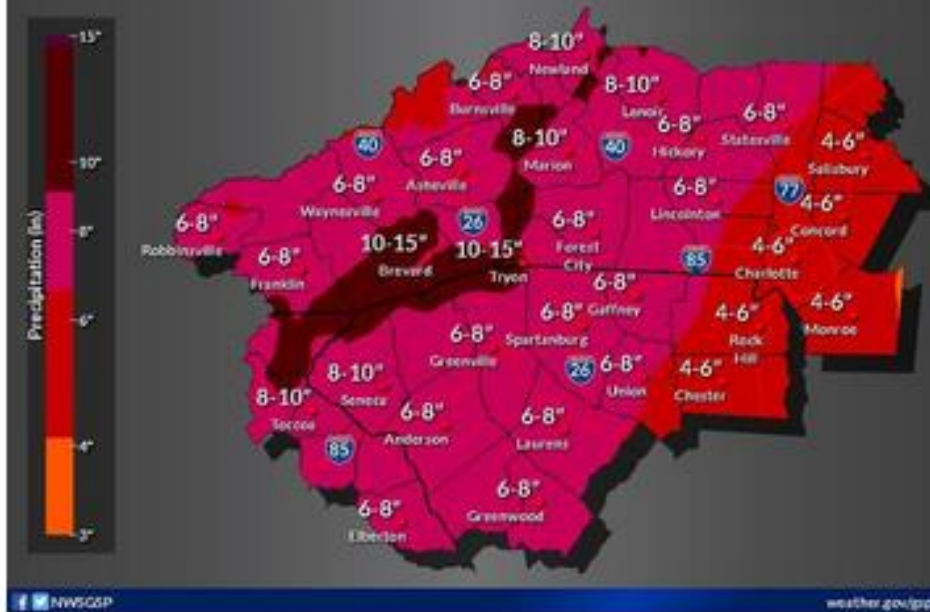 15"
10"
8"
6"
4"
3"
Precipitation (in)
8-10"
Newland
6-8"
Burnsville
8-10"
Lenoir
6-8"
Hickory
6-8"
Statesville
4-6"
Salisbury
40
8-10"
Marion
40
6-8"
Asheville
77
6-8"
Waynesville
6-8"
Lincolnton
4-6"
Concord
6-8"
Robbinsville
26
6-8"
Forest
City
10-15"
Brevard
10-15"
Tryon
85
4-6"
Charlotte
6-8"
Franklin
6-8"
Gaffney
4-6"
Monroe
6-8"
Spartanburg
4-6"
Rock
Hill
6-8"
Greenville
26
6-8"
Union
4-6"
Chester
8-10"
Seneca
8-10"
Toccoa
6-8"
Anderson
6-8"
Laurens
85
6-8"
Greenwood
6-8"
Elberton
NWSGSP
weather.gov/gsp